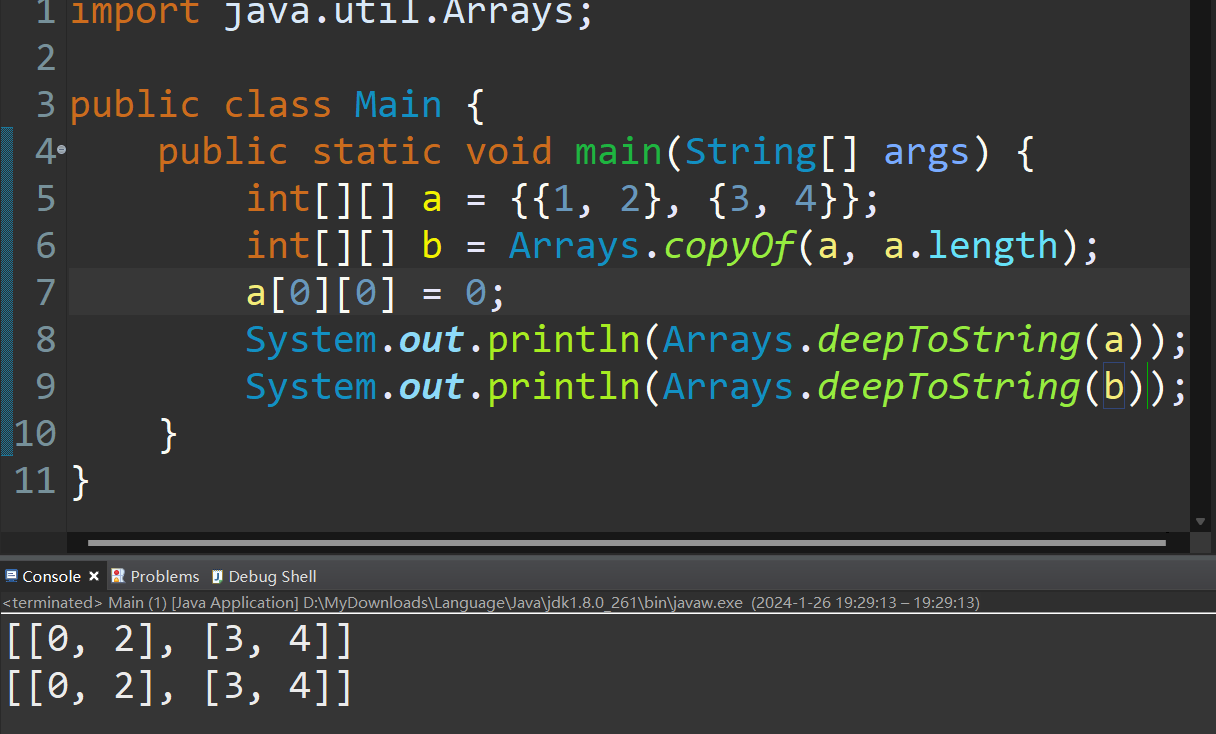 1 import java.util.Arrays;
2
3 public class Main {
4 public static void main(String[] args) {
5 int[][] a = {{1, 2}, {3, 4}};
6 int[][] b = Arrays.copyOf(a, a.length);
7 a[0][0] = 0;
8 System.out.println(Arrays.deepToString(a));
9 System.out.println(Arrays.deepToString(b));
10 }
11 }
Console Problems Debug Shell
<terminated> Main (1) [Java Application] D:\MyDownloads\Language\Java\jdk1.8.0_261\bin\javaw.exe (2024-1-26 19:29:13 – 19:29:13)
[[0, 2], [3, 4]]
[[0, 2], [3, 4]]